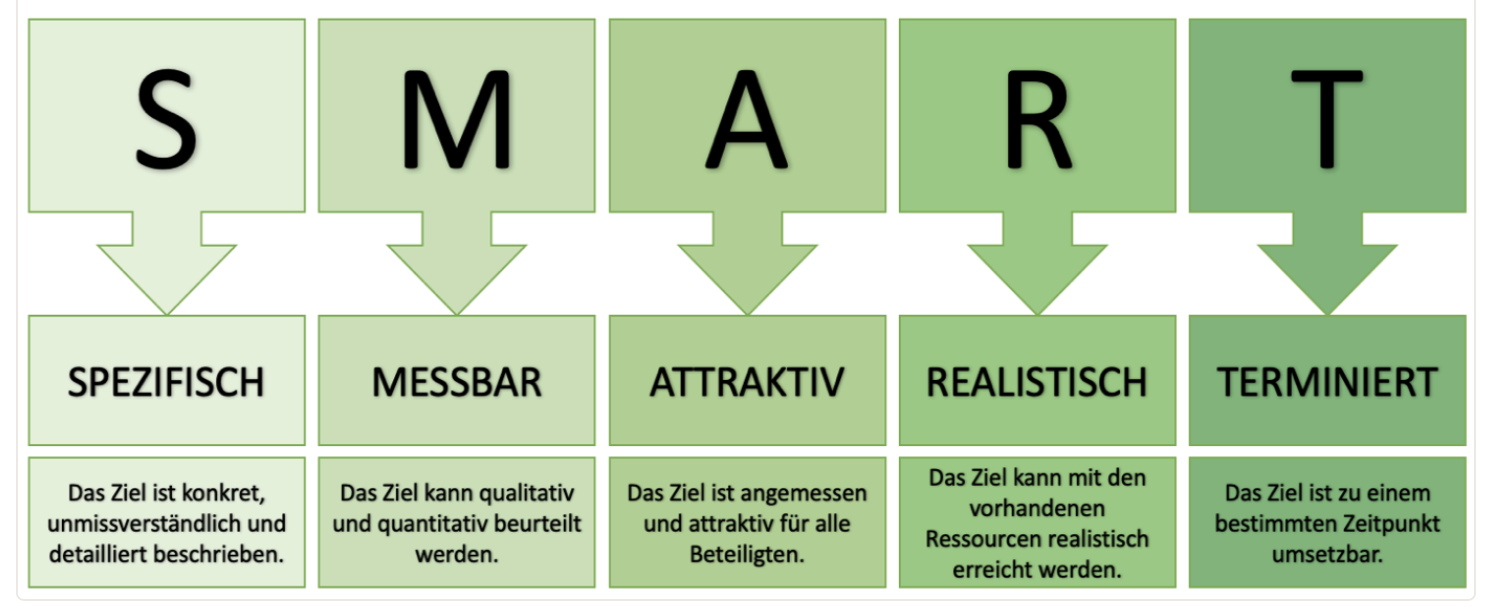 S
M
A
R
T
SPEZIFISCH
MESSBAR
ATTRAKTIV
REALISTISCH
TERMINIERT
Das Ziel ist konkret,
unmissverständlich und
detailliert beschrieben.
Das Ziel kann qualitativ
und quantitativ beurteilt
werden.
Das Ziel ist angemessen
und attraktiv für alle
Beteiligten.
Das Ziel kann mit den
vorhandenen
Ressourcen realistisch
erreicht werden.
Das Ziel ist zu einem
bestimmten Zeitpunkt
umsetzbar.